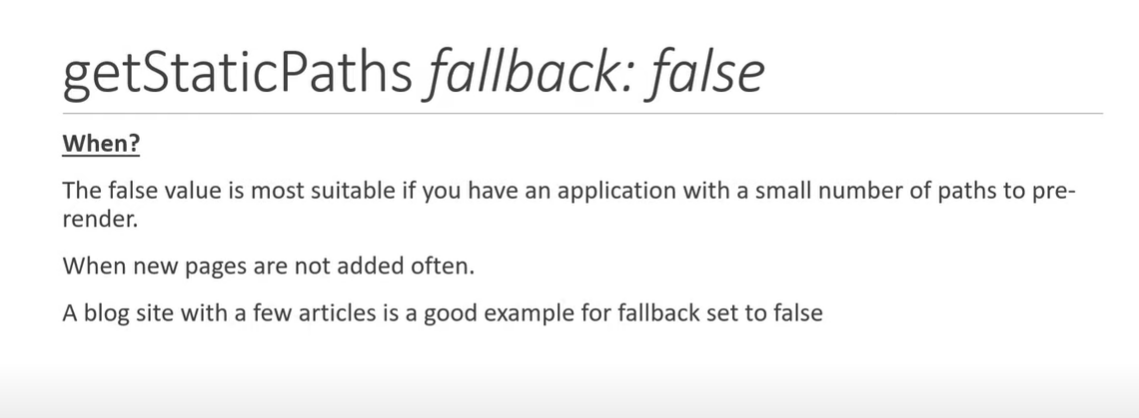 getStaticPaths fallback: false
When?
The false value is most suitable if you have an application with a small number of paths to pre-
render.
When new pages are not added often.
A blog site with a few articles is a good example for fallback set to false